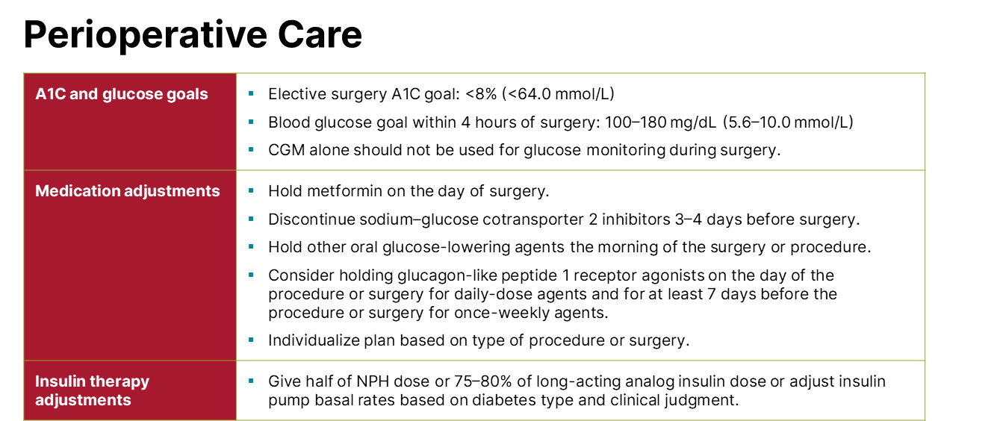 Perioperative Care
A1C and glucose goals
▪ Elective surgery A1C goal: <8% (<64.0 mmol/L)
▪ Blood glucose goal within 4 hours of surgery: 100–180 mg/dL (5.6–10.0 mmol/L)
▪ CGM alone should not be used for glucose monitoring during surgery.
Medication adjustments
▪ Hold metformin on the day of surgery.
▪ Discontinue sodium–glucose cotransporter 2 inhibitors 3–4 days before surgery.
▪ Hold other oral glucose-lowering agents the morning of the surgery or procedure.
▪ Consider holding glucagon-like peptide 1 receptor agonists on the day of the
procedure or surgery for daily-dose agents and for at least 7 days before the
procedure or surgery for once-weekly agents.
▪ Individualize plan based on type of procedure or surgery.
Insulin therapy
adjustments
▪ Give half of NPH dose or 75–80% of long-acting analog insulin dose or adjust insulin
pump basal rates based on diabetes type and clinical judgment.